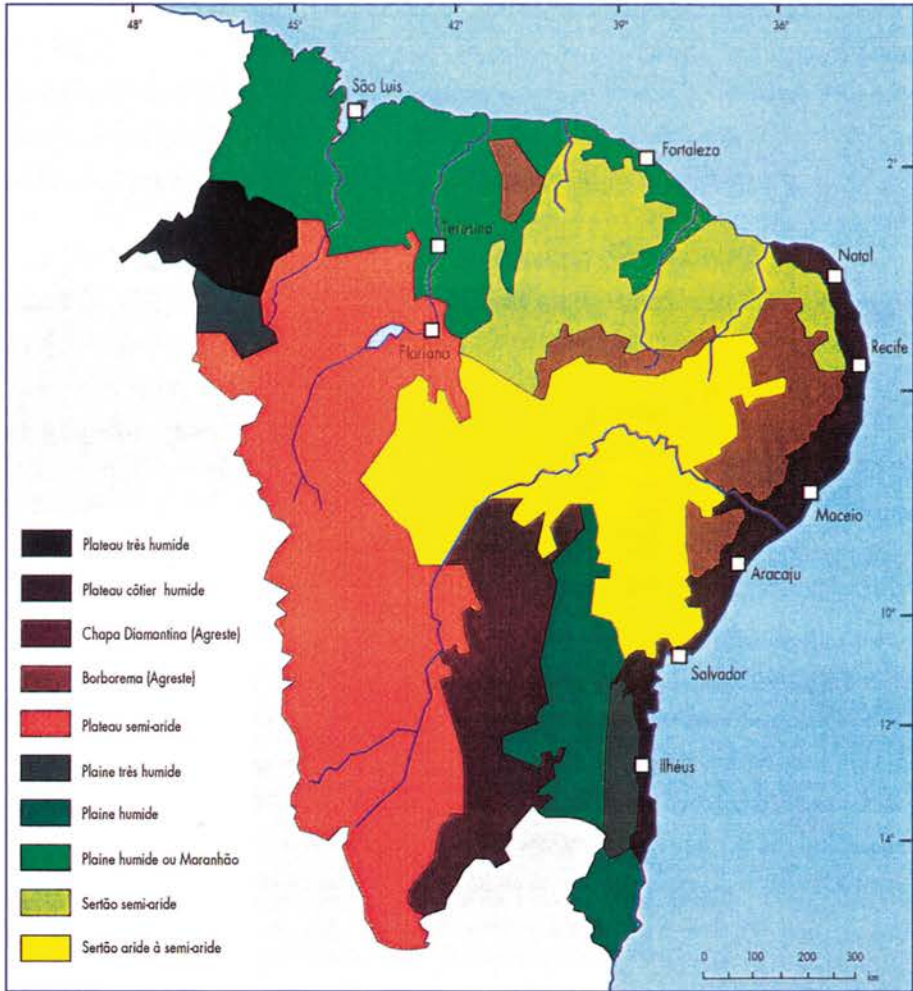 48°
45°
42°
39°
36°
São Luis
Fortaleza
2°
Teresina
Natal
Floriano
Recife
Maceio
Aracaju
10°
Salvador
12°
ilhéus
14°
Plateau très humide
Plateau côtier humide
Chapa Diamantina (Agreste)
Borborema (Agreste)
Plateau semi-aride
Plaine très humide
Plaine humide
Plaine humide ou Maranhão
Sertão semi-aride
Sertão aride à semi-aride
0 100 200 300
km